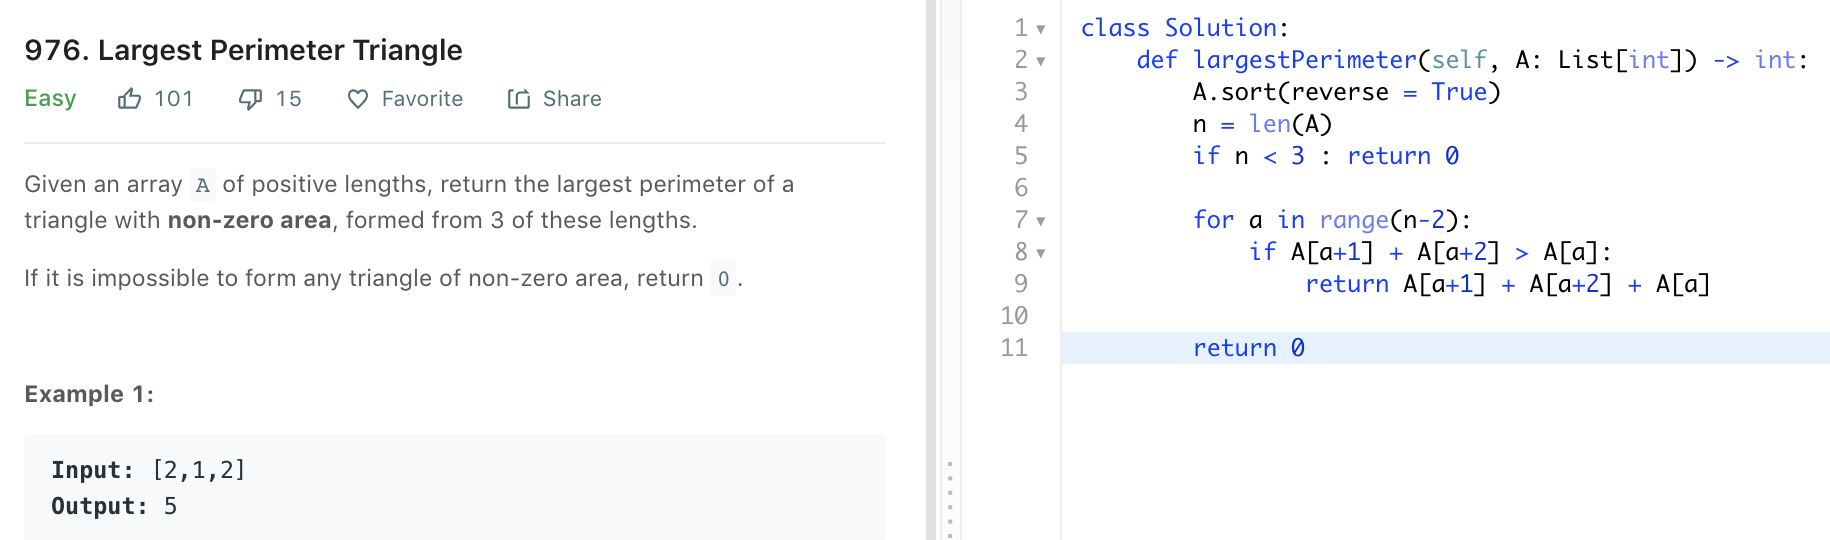 976. Largest Perimeter Triangle
Easy 101 15 Favorite Share
Given an array A of positive lengths, return the largest perimeter of a
triangle with non-zero area, formed from 3 of these lengths.
If it is impossible to form any triangle of non-zero area, return 0.
Example 1:
Input: [2,1,2]
Output: 5
1 class Solution:
2     def largestPerimeter(self, A: List[int]) -> int:
3         A.sort(reverse = True)
4         n = len(A)
5         if n < 3 : return 0
6
7         for a in range(n-2):
8             if A[a+1] + A[a+2] > A[a]:
9                 return A[a+1] + A[a+2] + A[a]
10
11         return 0